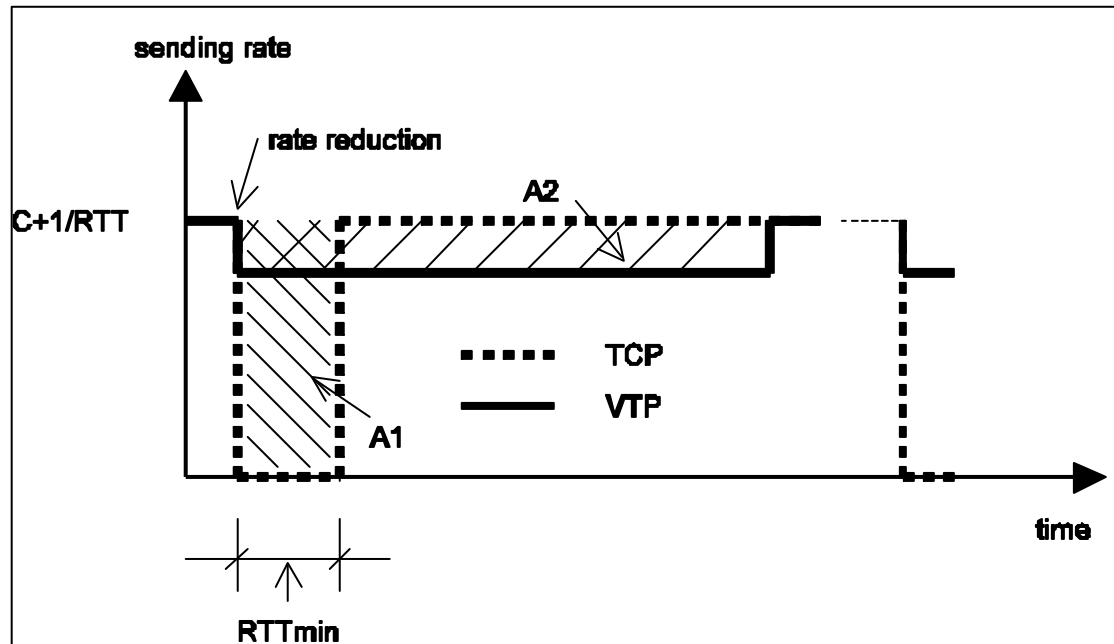 sending rate
rate reduction
A2
C+1/RTT
TCP
VTP
A1
time
RTTmin